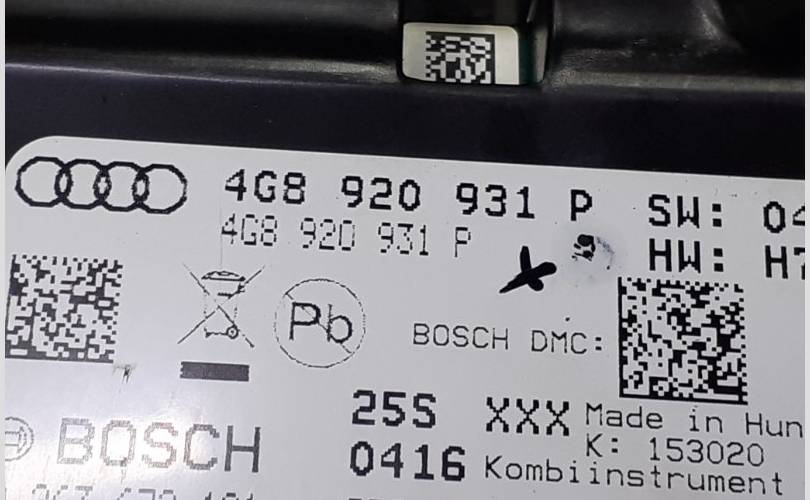 4G8 920 931 P SW: 04
4G8 920 931 P HW: H7
Pb
BOSCH DMC:
25S XXX Made in Hun
K: 153020
BOSCH 0416 Kombiinstrument